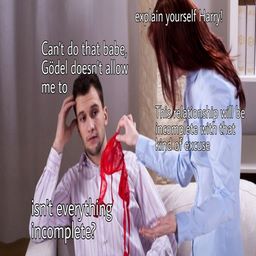 explain yourself Harry!
Can't do that babe,
Gödel doesn't allow
me to
This relationship will be
incomplete with that
kind of excuse
isn't everything
incomplete?